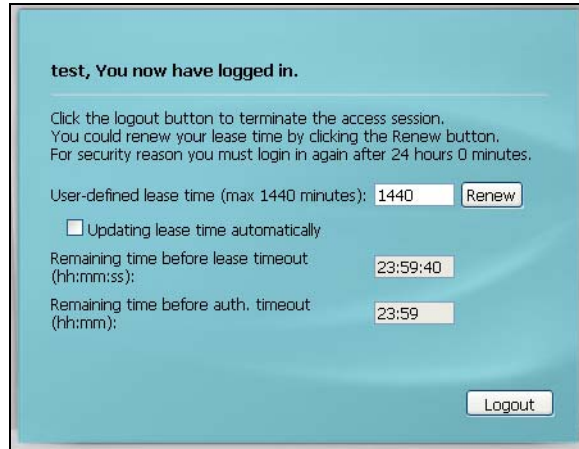 test, You now have logged in.
Click the logout button to terminate the access session.
You could renew your lease time by clicking the Renew button.
For security reason you must login in again after 24 hours 0 minutes.
User-defined lease time (max 1440 minutes): 1440 Renew
Updating lease time automatically
Remaining time before lease timeout
(hh:mm:ss): 23:59:40
Remaining time before auth. timeout
(hh:mm): 23:59
Logout